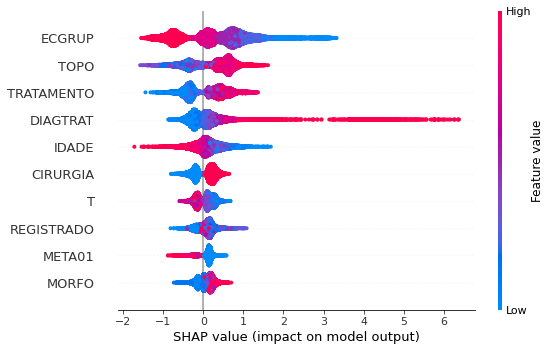 High
ECGRUP
TOPO
TRATAMENTO
DIAGTRAT
IDADE
CIRURGIA
T
REGISTRADO
META01
MORFO
Feature value
Low
−2 −1 0 1 2 3 4 5 6
SHAP value (impact on model output)